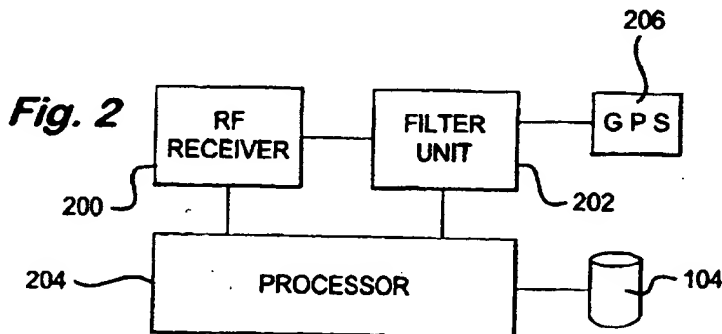 206
Fig. 2
RF
RECEIVER
FILTER
UNIT
GPS
200
202
204
PROCESSOR
104